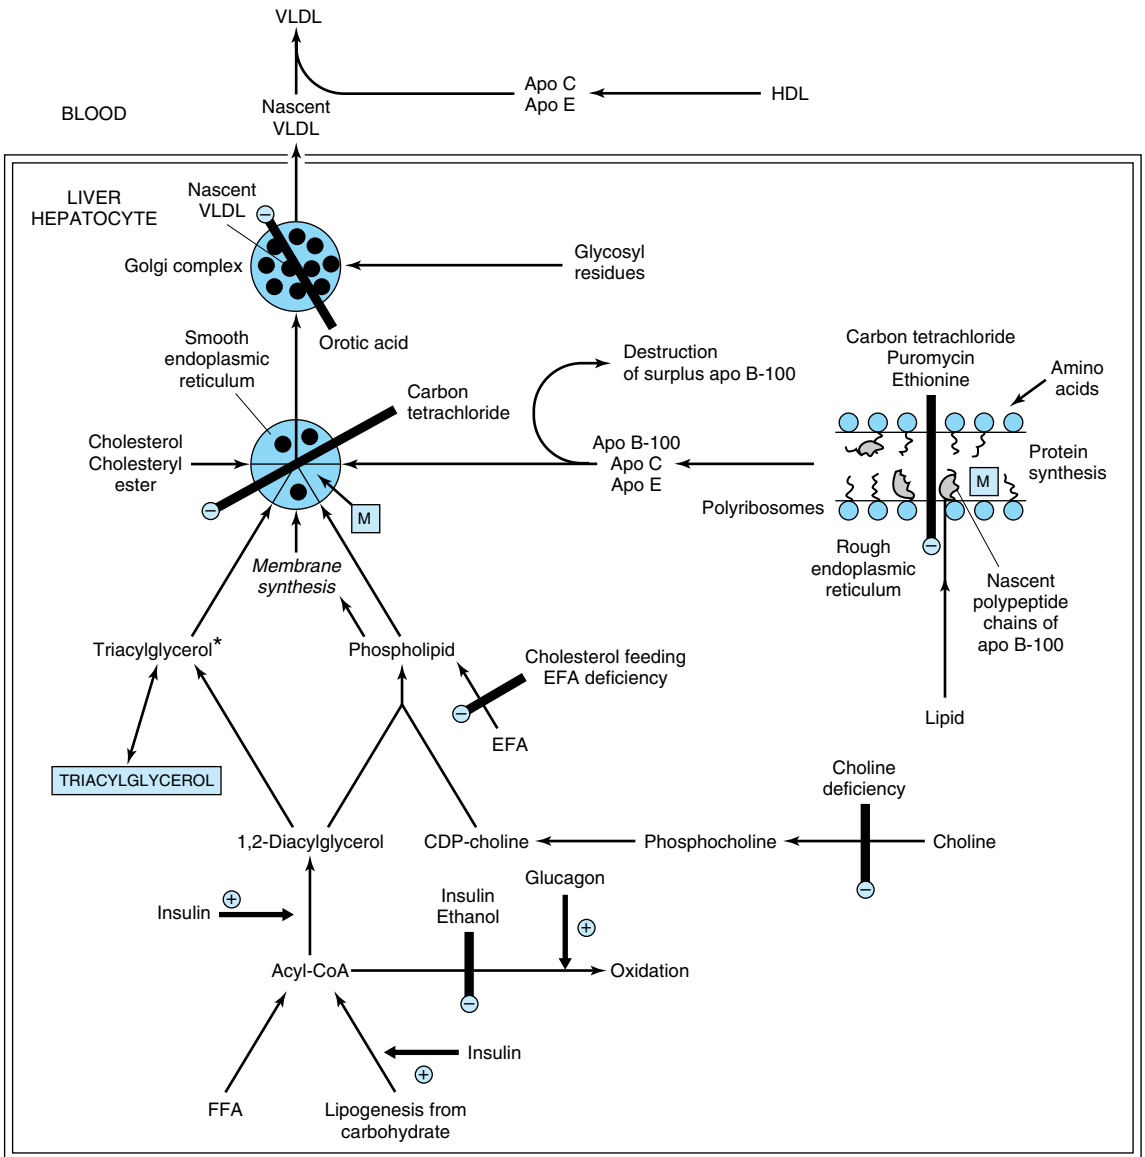 VLDL
Apo C
Apo E
HDL
BLOOD
Nascent
VLDL
LIVER
HEPATOCYTE
Nascent
VLDL
−
Golgi complex
Glycosyl
residues
Orotic acid
Smooth
endoplasmic
reticulum
Destruction
of surplus apo B-100
Carbon tetrachloride
Puromycin
Ethionine
Amino
acids
Carbon
tetrachloride
Cholesterol
Cholesteryl
ester
−
M
Apo B-100
Apo C
Apo E
Protein
synthesis
M
Polyribosomes
−
Rough
endoplasmic
reticulum
Nascent
polypeptide
chains of
apo B-100
Membrane
synthesis
Triacylglycerol*
Phospholipid
Cholesterol feeding
EFA deficiency
−
EFA
Lipid
TRIACYLGLYCEROL
Choline
deficiency
1,2-Diacylglycerol
CDP-choline
Phosphocholine
Choline
−
Glucagon
+
Insulin
+
Insulin
Ethanol
−
Acyl-CoA
Oxidation
Insulin
+
FFA
Lipogenesis from
carbohydrate